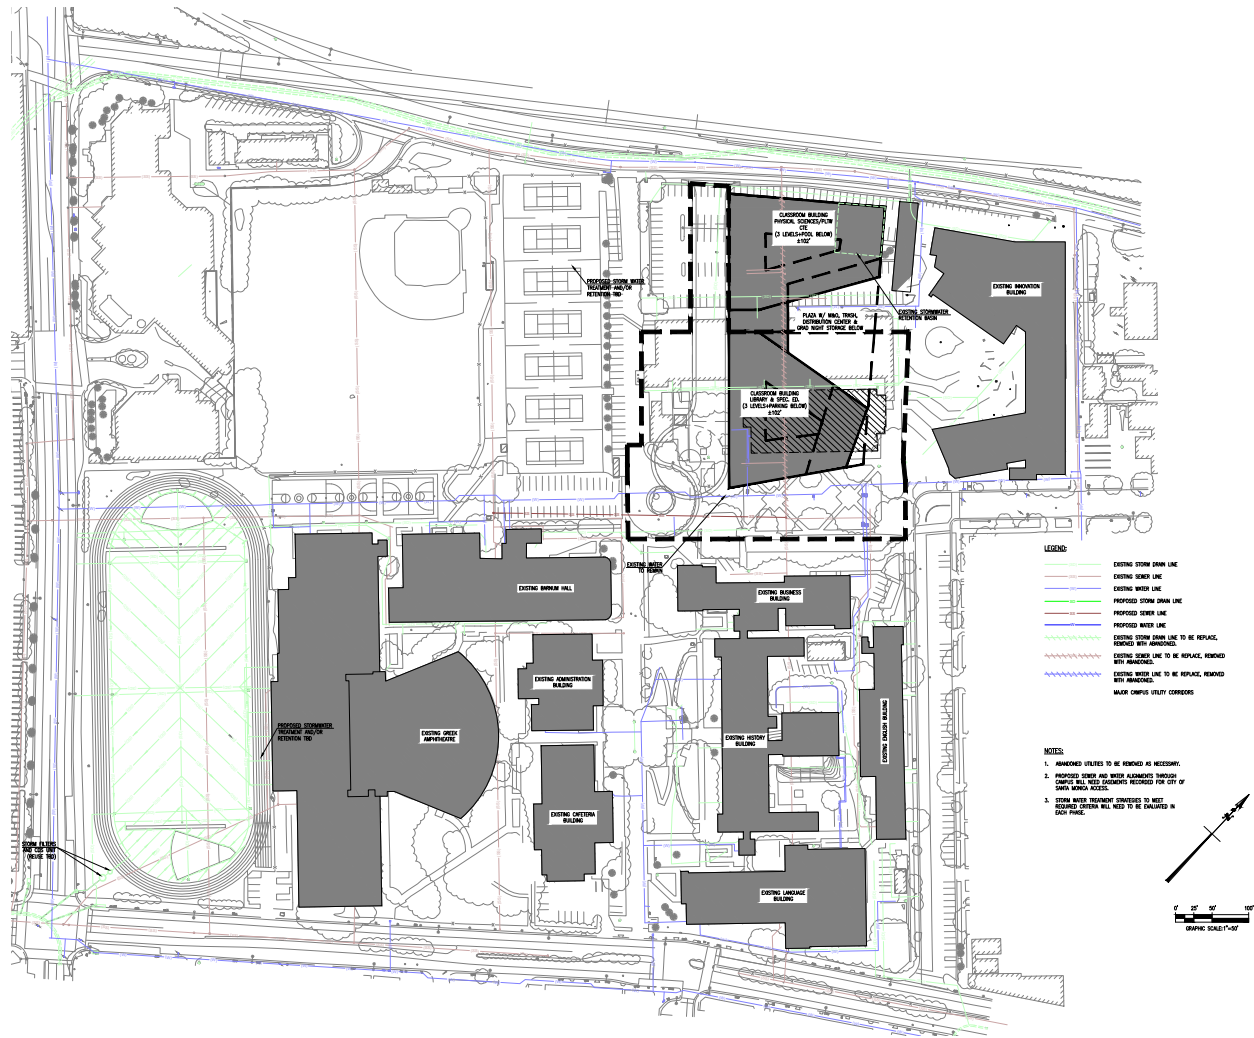 CLASSROOM BUILDING
PHYSICAL SCIENCES/PLTW
CTE
(3 LEVELS+POOL BELOW)
±102'
EXISTING INNOVATION
BUILDING
PROPOSED STORM WATER
TREATMENT AND/OR
RETENTION TBD
EXISTING STORMWATER
RETENTION BASIN
PLAZA W/ M&O, TRASH,
DISTRIBUTION CENTER &
GRAD NIGHT STORAGE BELOW
CLASSROOM BUILDING
LIBRARY & SPEC. ED.
(3 LEVELS+PARKING BELOW)
±102'
EXISTING WATER
TO REMAIN
EXISTING BARNUM HALL
EXISTING BUSINESS
BUILDING
EXISTING ADMINISTRATION
BUILDING
EXISTING GREEK
AMPHITHEATRE
EXISTING HISTORY
BUILDING
EXISTING ENGLISH BUILDING
PROPOSED STORMWATER
TREATMENT AND/OR
RETENTION TBD
EXISTING CAFETERIA
BUILDING
STORM FILTERS
AND CDS UNIT
(REUSE TBD)
EXISTING LANGUAGE
BUILDING
LEGEND:
EXISTING STORM DRAIN LINE
EXISTING SEWER LINE
EXISTING WATER LINE
PROPOSED STORM DRAIN LINE
PROPOSED SEWER LINE
PROPOSED WATER LINE
EXISTING STORM DRAIN LINE TO BE REPLACE,
REMOVED WITH ABANDONED.
EXISTING SEWER LINE TO BE REPLACE, REMOVED
WITH ABANDONED.
EXISTING WATER LINE TO BE REPLACE, REMOVED
WITH ABANDONED.
MAJOR CAMPUS UTILITY CORRIDORS
NOTES:
1. ABANDONED UTILITIES TO BE REMOVED AS NECESSARY.
2. PROPOSED SEWER AND WATER ALIGNMENTS THROUGH
CAMPUS WILL NEED EASEMENTS RECORDED FOR CITY OF
SANTA MONICA ACCESS.
3. STORM WATER TREATMENT STRATEGIES TO MEET
REQUIRED CRITERIA WILL NEED TO BE EVALUATED IN
EACH PHASE.
0' 25' 50' 100'
GRAPHIC SCALE:1"=50'